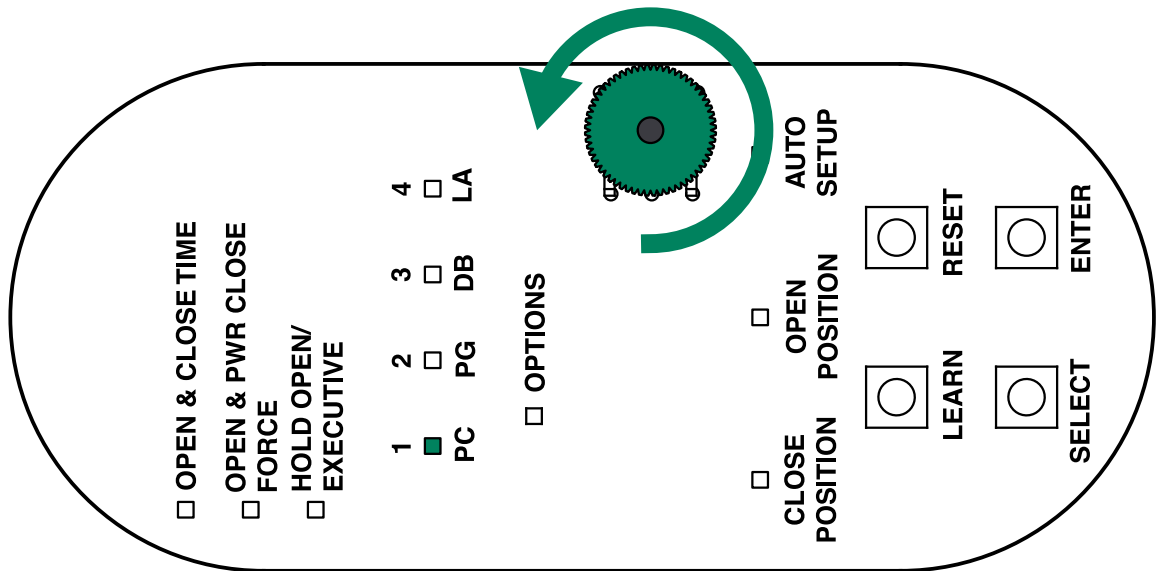 OPEN & CLOSE TIME
OPEN & PWR CLOSE
FORCE
HOLD OPEN/
EXECUTIVE
1 2 3 4
PC PG DB LA
OPTIONS
CLOSE
POSITION
OPEN
POSITION
AUTO
SETUP
LEARN
RESET
SELECT
ENTER